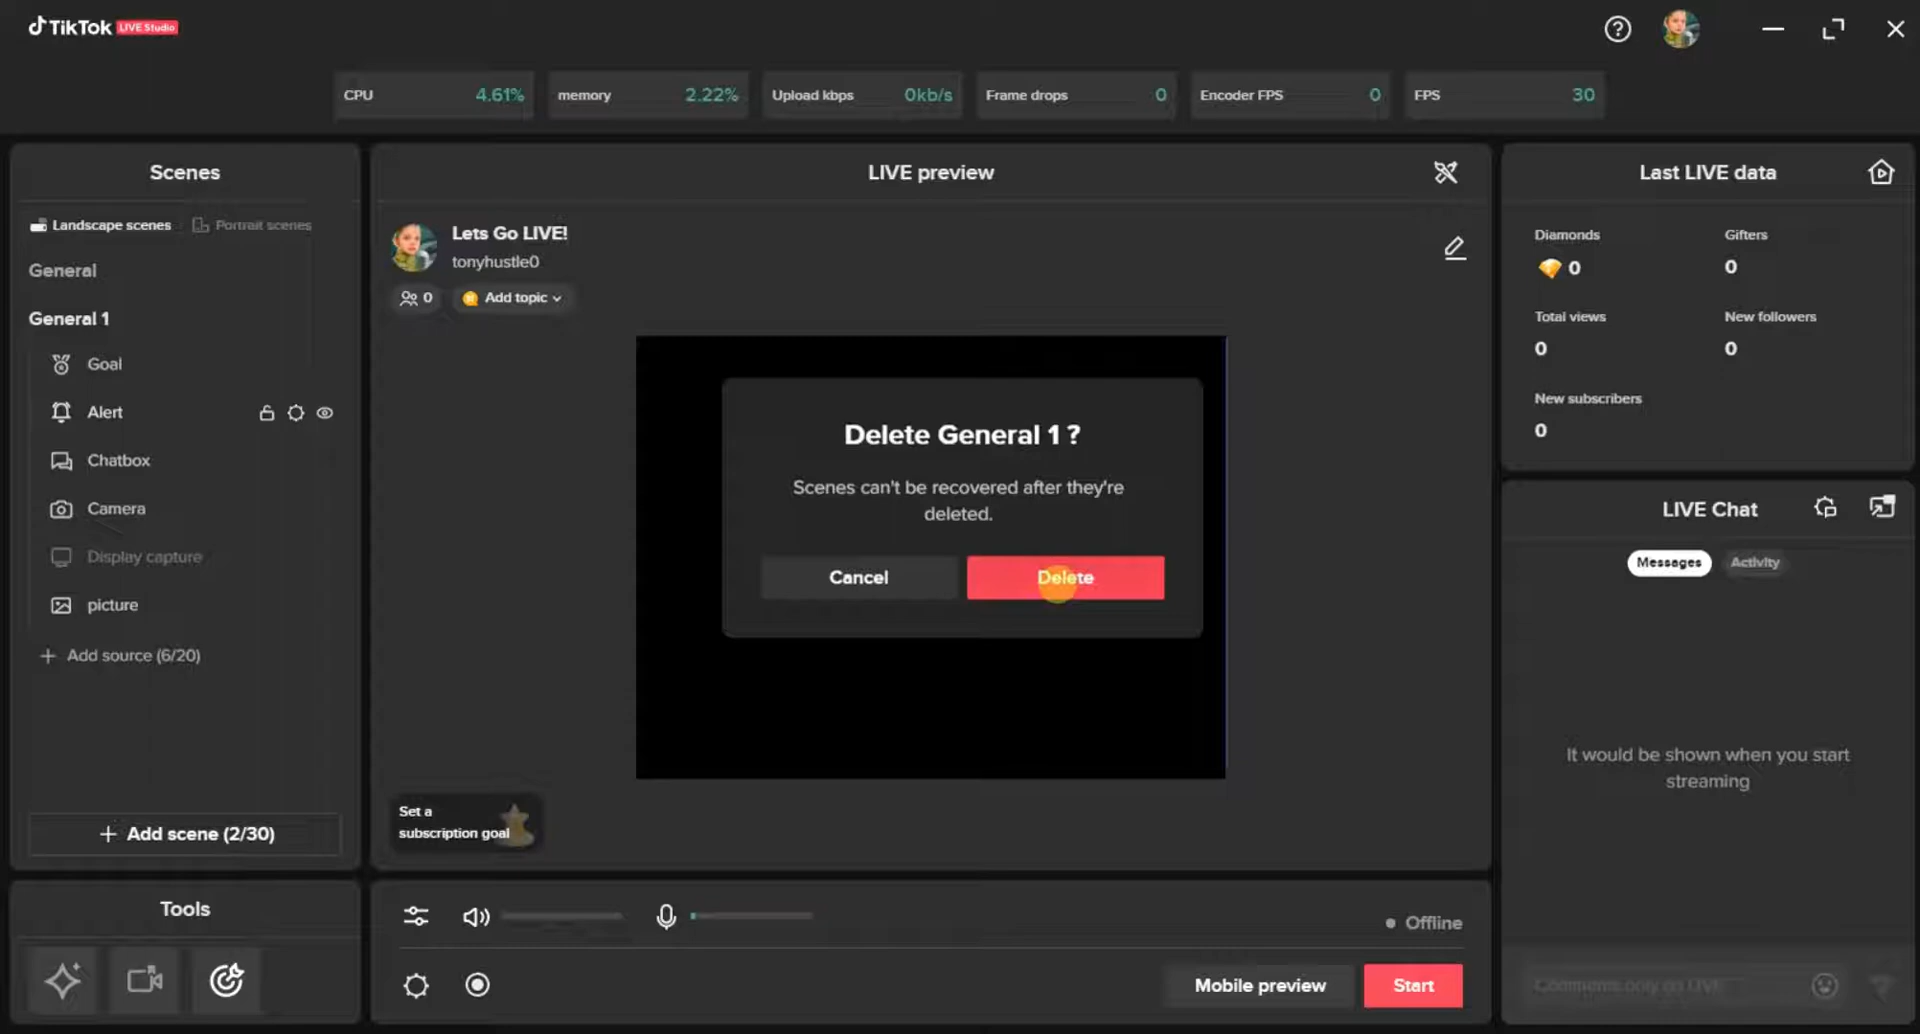 TikTok LIVE Studio
CPU 4.61%
memory 2.22%
Upload kbps 0kb/s
Frame drops 0
Encoder FPS 0
FPS 30
Scenes
Landscape scenes Portrait scenes
General
General 1
Goal
Alert
Chatbox
Camera
Display capture
picture
+ Add source (6/20)
+ Add scene (2/30)
Tools
LIVE preview
Lets Go LIVE!
tonyhustle0
0 Add topic
Delete General 1 ?
Scenes can't be recovered after they're
deleted.
Cancel Delete
Set a
subscription goal
Offline
Mobile preview Start
Last LIVE data
Diamonds Gifters
0 0
Total views New followers
0 0
New subscribers
0
LIVE Chat
Messages Activity
It would be shown when you start
streaming
Comments only on LIVE